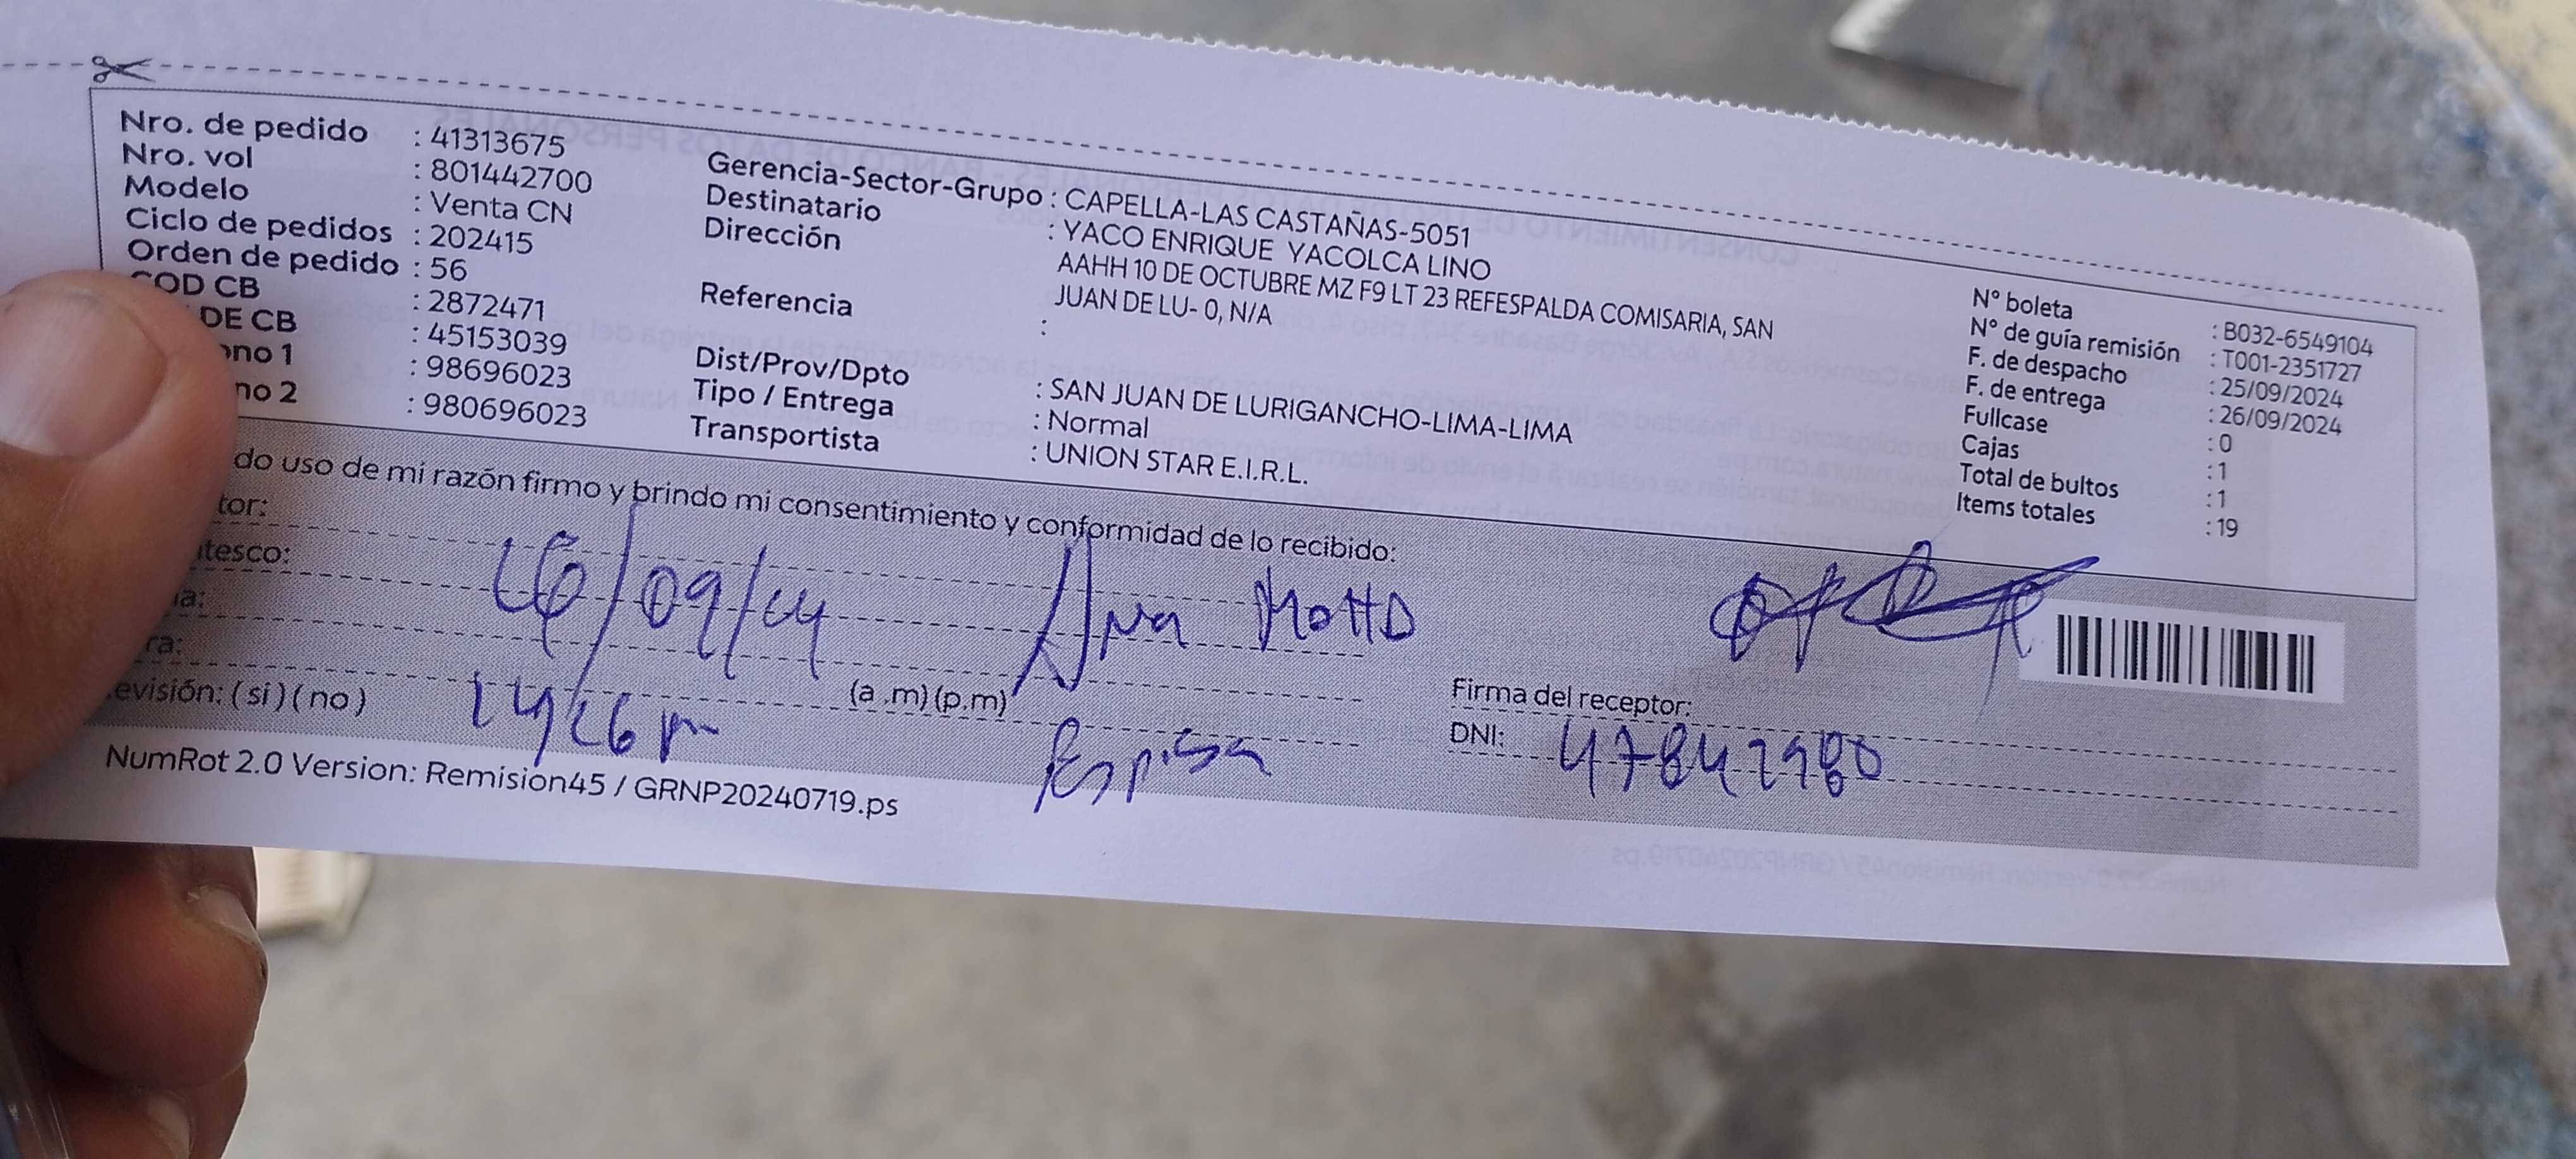 Nro. de pedido : 41313675
Nro. vol : 801442700
Modelo : Venta CN
Ciclo de pedidos : 202415
Orden de pedido : 56
COD CB : 2872471
DE CB : 45153039
ono 1 : 98696023
no 2 : 980696023
Gerencia-Sector-Grupo : CAPELLA-LAS CASTAÑAS-5051
Destinatario : YACO ENRIQUE YACOLCA LINO
Dirección AAHH 10 DE OCTUBRE MZ F9 LT 23 REFESPALDA COMISARIA, SAN
JUAN DE LU- 0, N/A
Referencia :
Dist/Prov/Dpto : SAN JUAN DE LURIGANCHO-LIMA-LIMA
Tipo / Entrega : Normal
Transportista : UNION STAR E.I.R.L.
N° boleta : B032-6549104
N° de guía remisión : T001-2351727
F. de despacho : 25/09/2024
F. de entrega : 26/09/2024
Fullcase : 0
Cajas : 1
Total de bultos : 1
Items totales : 19
do uso de mi razón firmo y brindo mi consentimiento y conformidad de lo recibido:
tor:
tesco:
a:
ra:
26/09/24
Ana
(a .m) (p.m)
evisión: ( si ) ( no )
Firma del receptor:
DNI: 47842980
NumRot 2.0 Version: Remision45 / GRNP20240719.ps